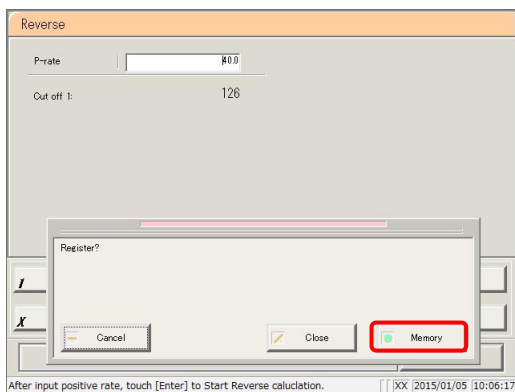 Reverse
P-rate 40.0
Cut off 1: 126
Register?
1
X
Cancel Close Memory
After input positive rate, touch [Enter] to Start Reverse caluclation. XX 2015/01/05 10:06:17